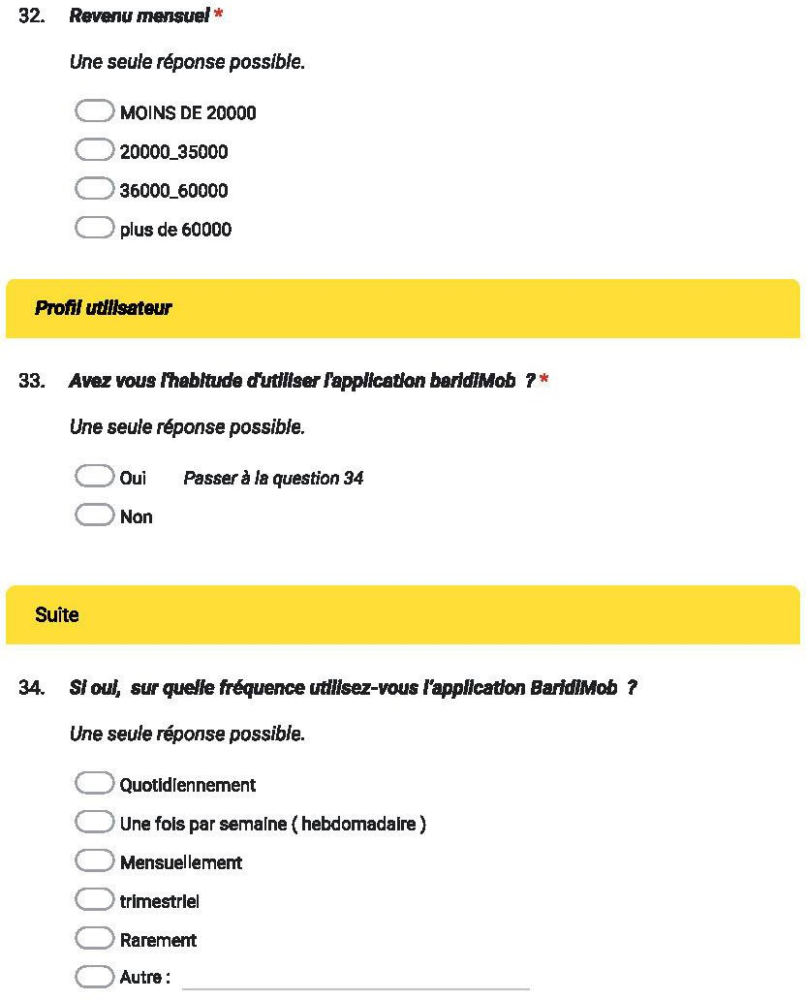 32. Revenu mensuel *
Une seule réponse possible.
MOINS DE 20000
20000_35000
36000_60000
plus de 60000
Profil utilisateur
33. Avez vous l'habitude d'utiliser l'application baridiMob ? *
Une seule réponse possible.
Oui Passer à la question 34
Non
Suite
34. Si oui, sur quelle fréquence utilisez-vous l'application BaridiMob ?
Une seule réponse possible.
Quotidiennement
Une fois par semaine ( hebdomadaire )
Mensuellement
trimestriel
Rarement
Autre :